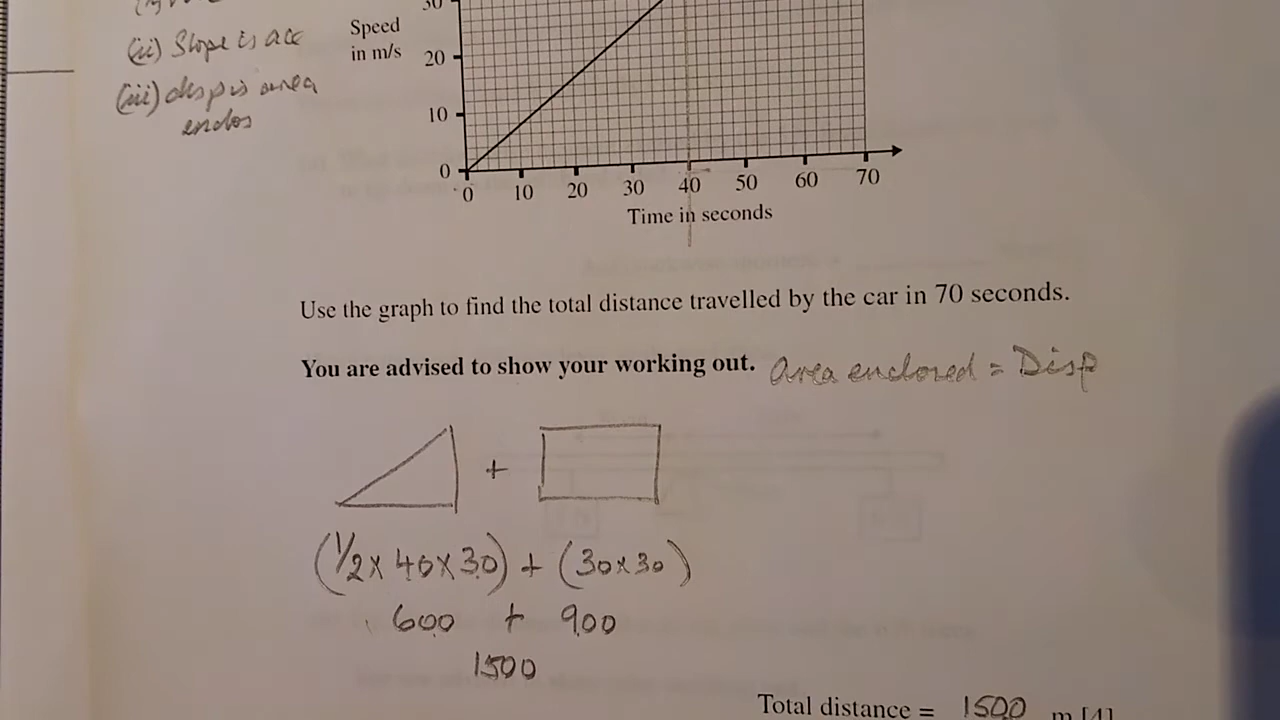 30
Speed
in m/s
(ii) Slope is acc
20
(iii) disp is area
enclos
10
0
0 10 20 30 40 50 60 70
Time in seconds
Use the graph to find the total distance travelled by the car in 70 seconds.
You are advised to show your working out. Area enclosed = Disp
+
(1/2 x 40 x 30) + (30 x 30)
600 + 900
1500
Total distance = 1500 m [4]